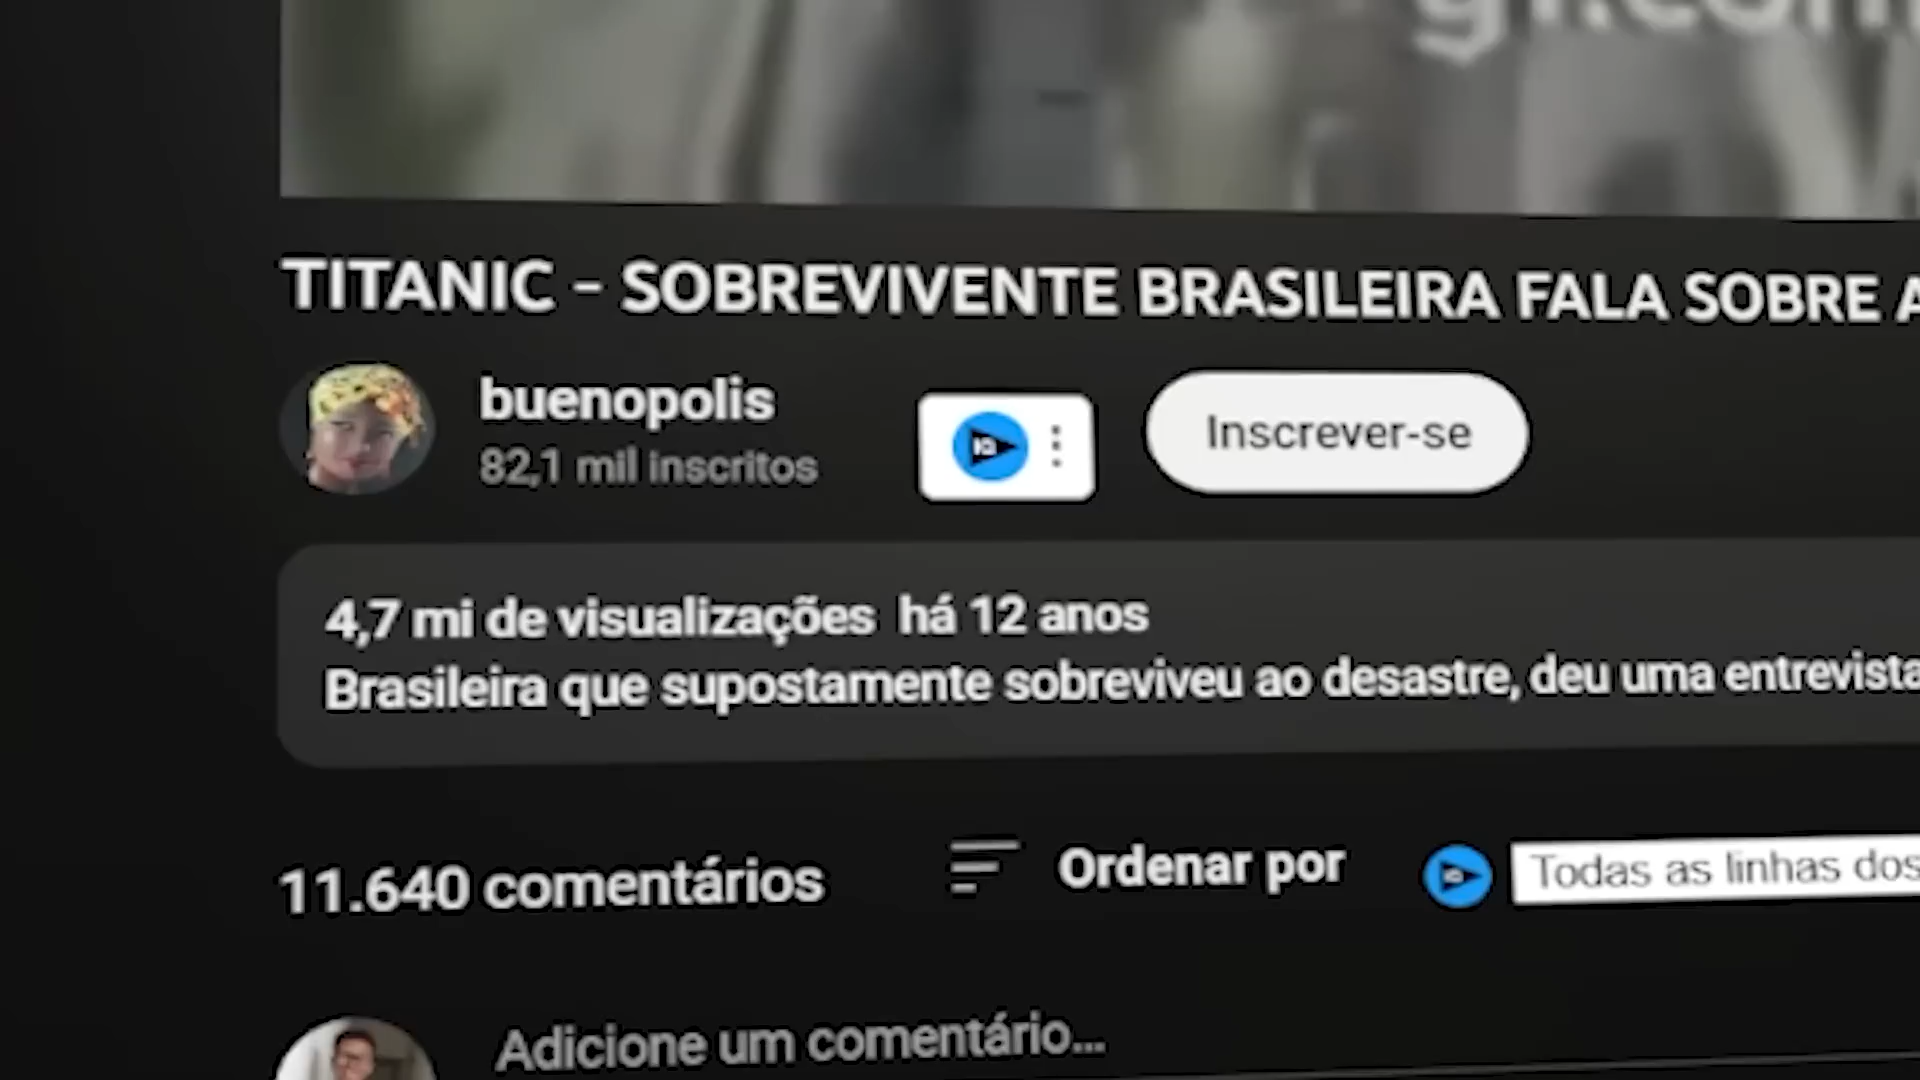 TITANIC - SOBREVIVENTE BRASILEIRA FALA SOBRE A
buenopolis
82,1 mil inscritos
Inscrever-se
4,7 mi de visualizações há 12 anos
Brasileira que supostamente sobreviveu ao desastre, deu uma entrevista
11.640 comentários
Ordenar por
Todas as linhas dos
Adicione um comentário...